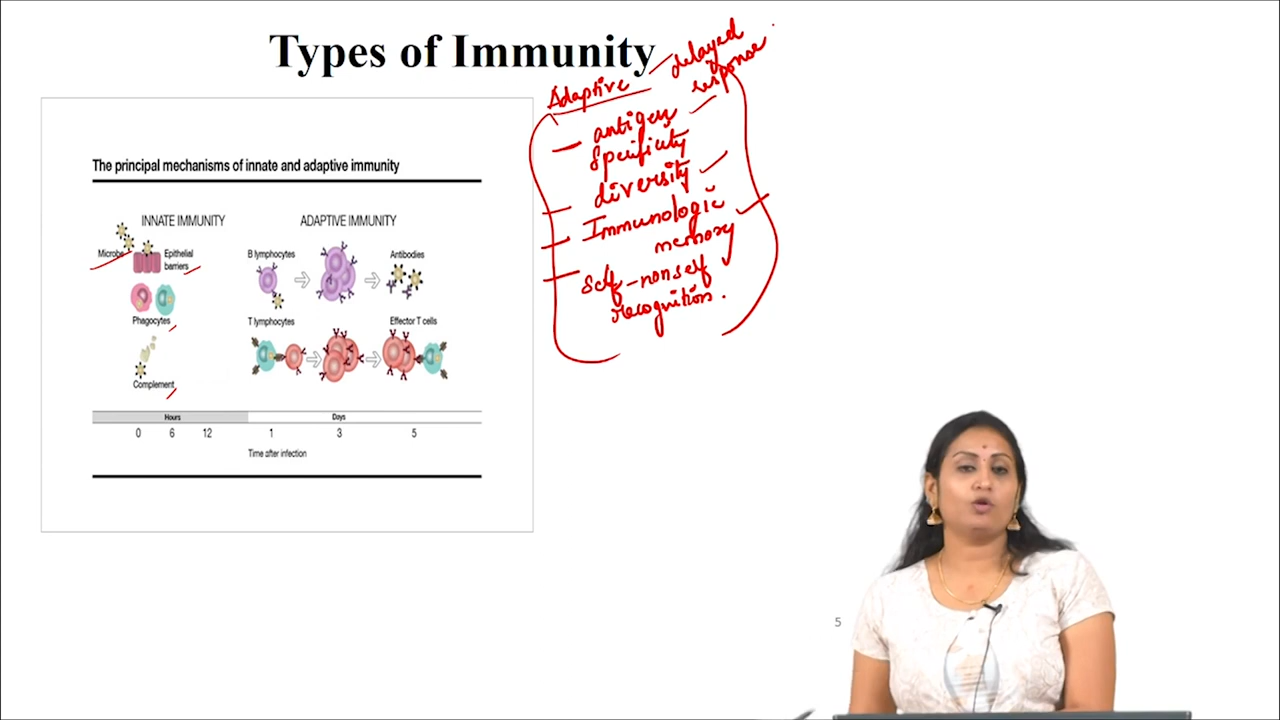 Types of Immunity
Adaptive – delayed
response
– antigen
specificity
– diversity
– Immunologic
memory
– Self-nonself
recognition.
The principal mechanisms of innate and adaptive immunity
INNATE IMMUNITY ADAPTIVE IMMUNITY
Microbe Epithelial
barriers
B lymphocytes Antibodies
Phagocytes
T lymphocytes Effector T cells
Complement
Hours Days
0 6 12 1 3 5
Time after infection
5